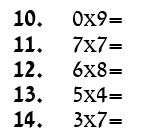 10. 0x9=
11. 7x7=
12. 6x8=
13. 5x4=
14. 3x7=